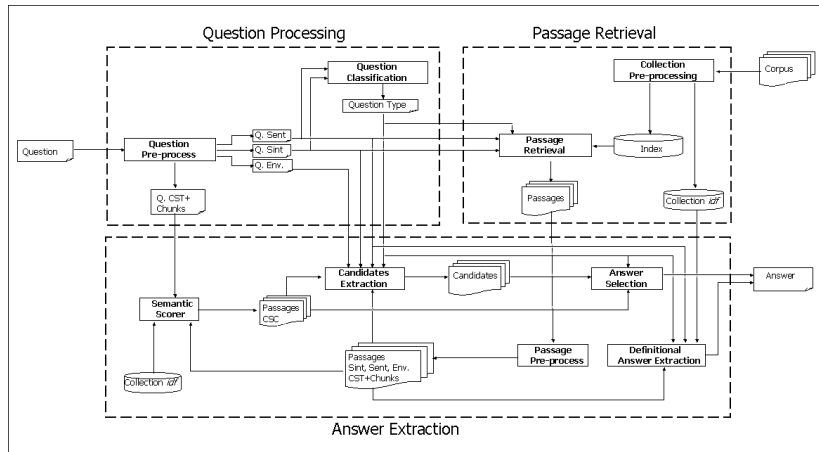 Question Processing
Passage Retrieval
Question
Classification
Collection
Pre-processing
Corpus
Question Type
Q. Sent
Question
Question
Pre-process
Q. Sint
Passage
Retrieval
Index
Q. Env.
Q. CST+
Chunks
Passages
Collection idf
Candidates
Extraction
Candidates
Answer
Selection
Answer
Semantic
Scorer
Passages
CSC
Passages
Sint, Sent, Env.
CST+Chunks
Passage
Pre-process
Definitional
Answer Extraction
Collection idf
Answer Extraction